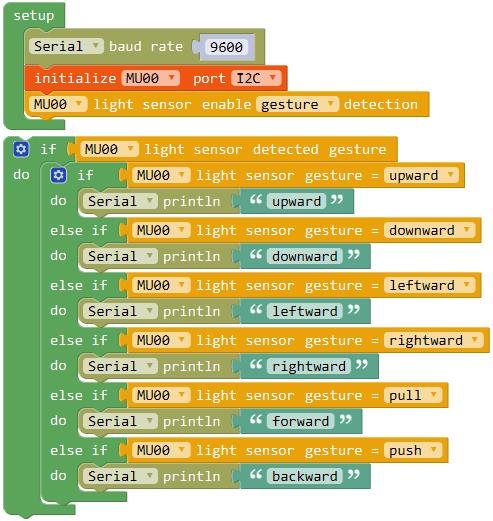 setup
Serial baud rate 9600
initialize MU00 port I2C
MU00 light sensor enable gesture detection
if MU00 light sensor detected gesture
do if MU00 light sensor gesture = upward
do Serial println “ upward ”
else if MU00 light sensor gesture = downward
do Serial println “ downward ”
else if MU00 light sensor gesture = leftward
do Serial println “ leftward ”
else if MU00 light sensor gesture = rightward
do Serial println “ rightward ”
else if MU00 light sensor gesture = pull
do Serial println “ forward ”
else if MU00 light sensor gesture = push
do Serial println “ backward ”